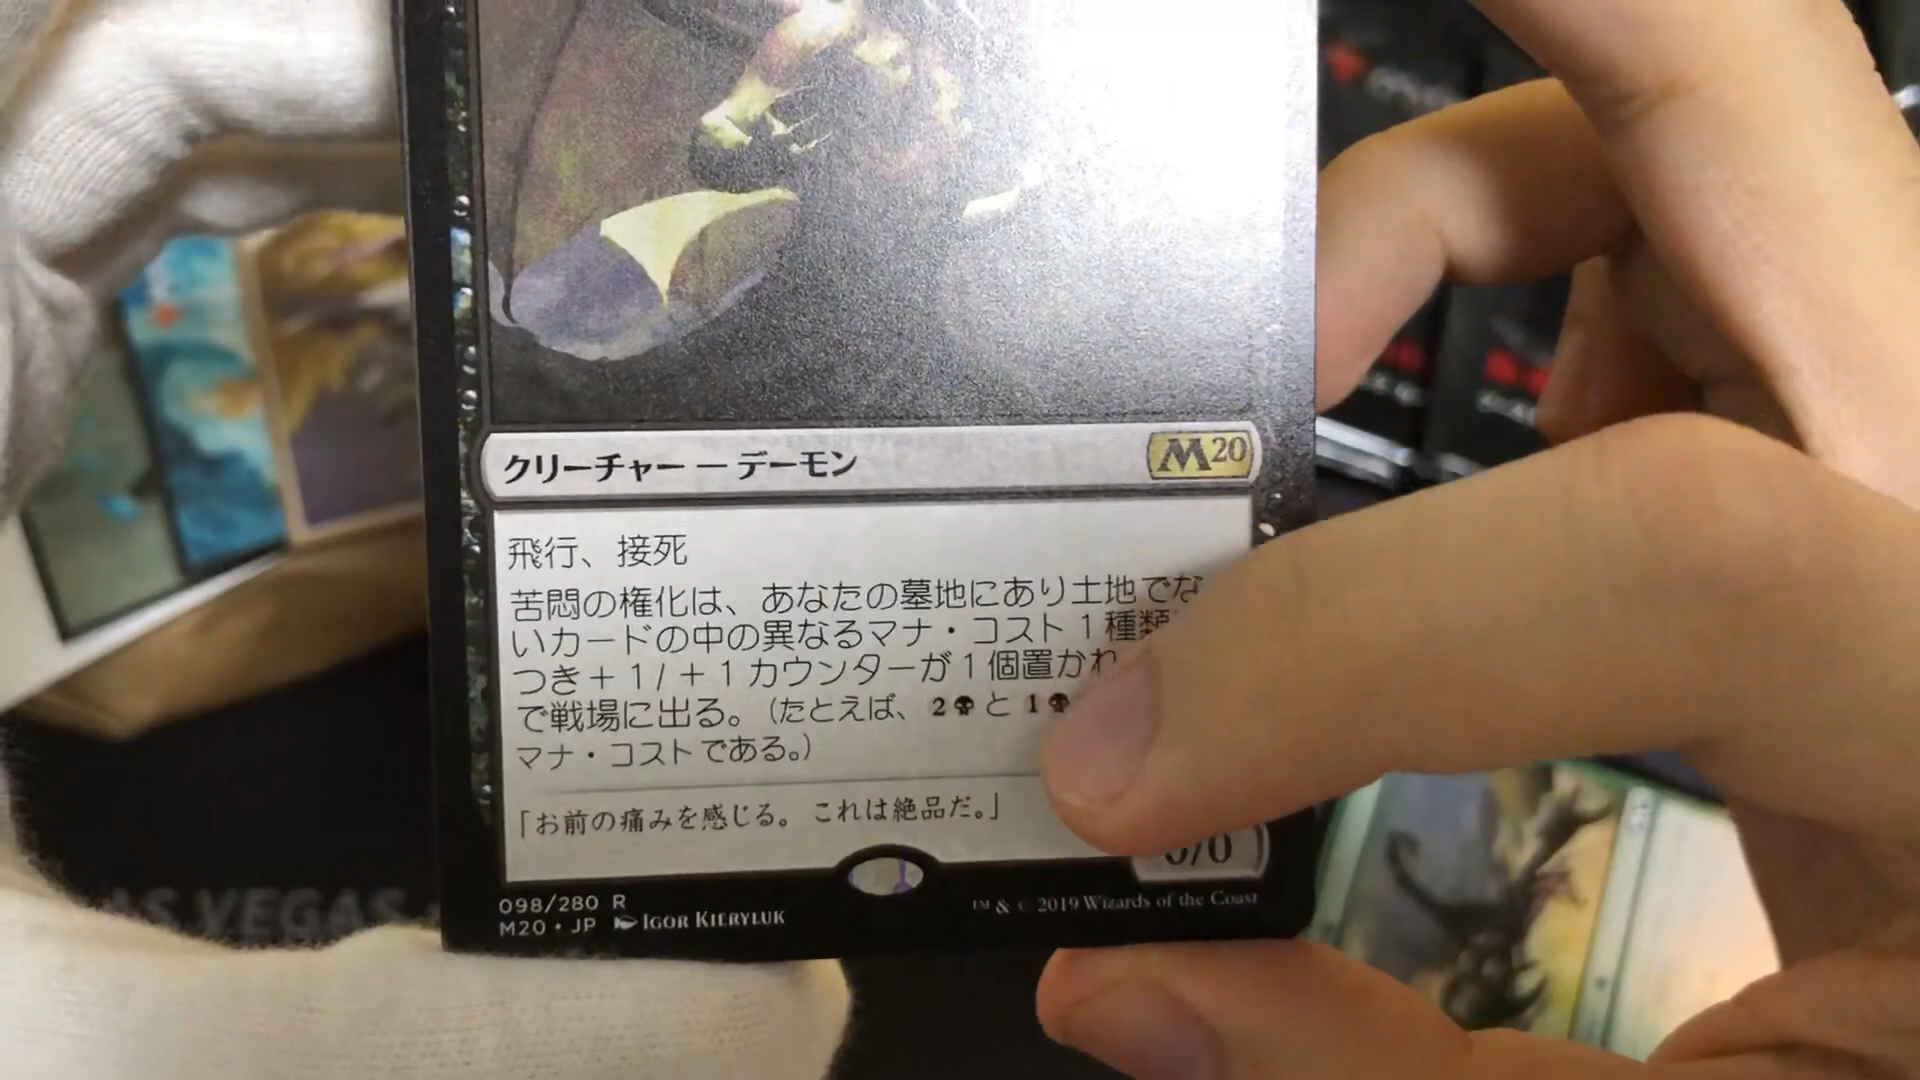 クリーチャー — デーモン
M20
飛行、接死
苦悶の権化は、あなたの墓地にあり土地でな
いカードの中の異なるマナ・コスト1種類
つき+1/+1カウンターが1個置かれ
で戦場に出る。(たとえば、2と1
マナ・コストである。)
「お前の痛みを感じる。 これは絶品だ。」
0/0
098/280 R
M20・JP IGOR KIERYLUK
™ & © 2019 Wizards of the Coast
AS VEGAS